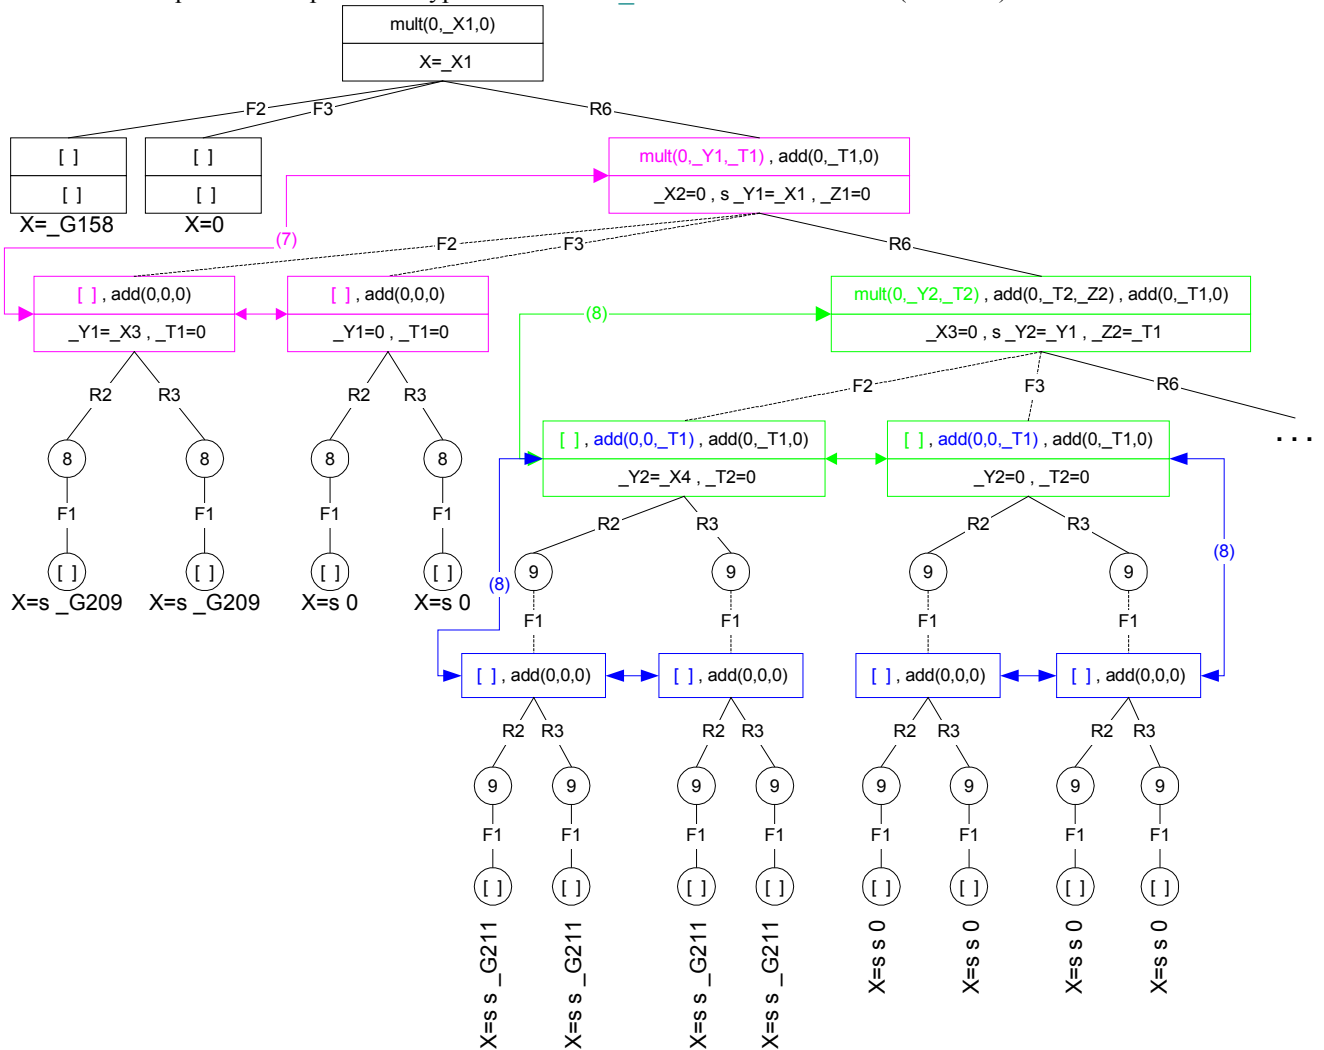 mult(0,_X1,0)
X=_X1
F2 F3 R6
[ ] [ ] mult(0,_Y1,_T1) , add(0,_T1,0)
[ ] [ ] _X2=0 , s _Y1=_X1 , _Z1=0
X=_G158 X=0
(7) F2 F3 R6
[ ] , add(0,0,0) [ ] , add(0,0,0) mult(0,_Y2,_T2) , add(0,_T2,_Z2) , add(0,_T1,0)
(8)
_Y1=_X3 , _T1=0 _Y1=0 , _T1=0 _X3=0 , s _Y2=_Y1 , _Z2=_T1
R2 R3 R2 R3 F2 F3 R6
[ ] , add(0,0,_T1) , add(0,_T1,0) [ ] , add(0,0,_T1) , add(0,_T1,0) . . .
8 8 8 8
_Y2=_X4 , _T2=0 _Y2=0 , _T2=0
F1 F1 F1 F1 R2 R3 R2 R3
(8)
[ ] [ ] [ ] [ ] 9 9 9 9
(8)
X=s _G209 X=s _G209 X=s 0 X=s 0
F1 F1 F1 F1
[ ] , add(0,0,0) [ ] , add(0,0,0) [ ] , add(0,0,0) [ ] , add(0,0,0)
R2 R3 R2 R3 R2 R3 R2 R3
9 9 9 9 9 9 9 9
F1 F1 F1 F1 F1 F1 F1 F1
[ ] [ ] [ ] [ ] [ ] [ ] [ ] [ ]
X=s s _G211 X=s s _G211 X=s s _G211 X=s s _G211 X=s s 0 X=s s 0 X=s s 0 X=s s 0